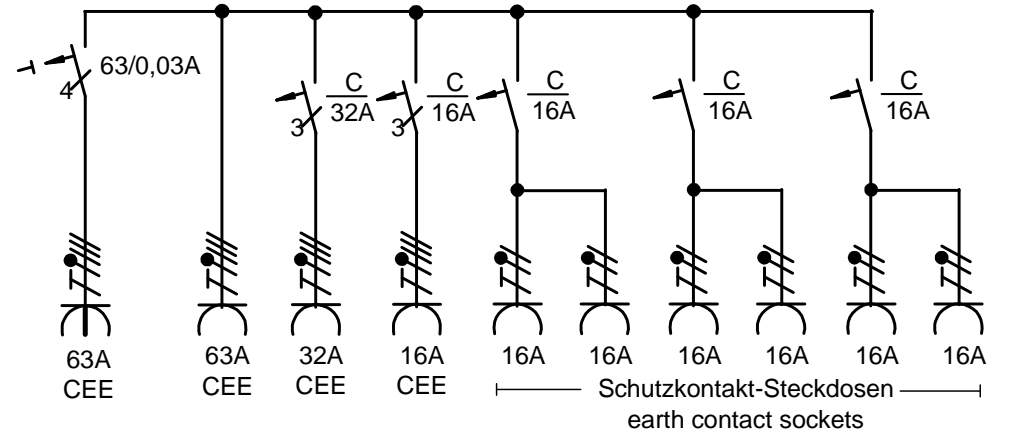 63/0,03A
4
C
32A
3
C
16A
3
C
16A
C
16A
C
16A
63A
CEE
63A
CEE
32A
CEE
16A
CEE
16A
16A
16A
16A
16A
16A
Schutzkontakt-Steckdosen
earth contact sockets